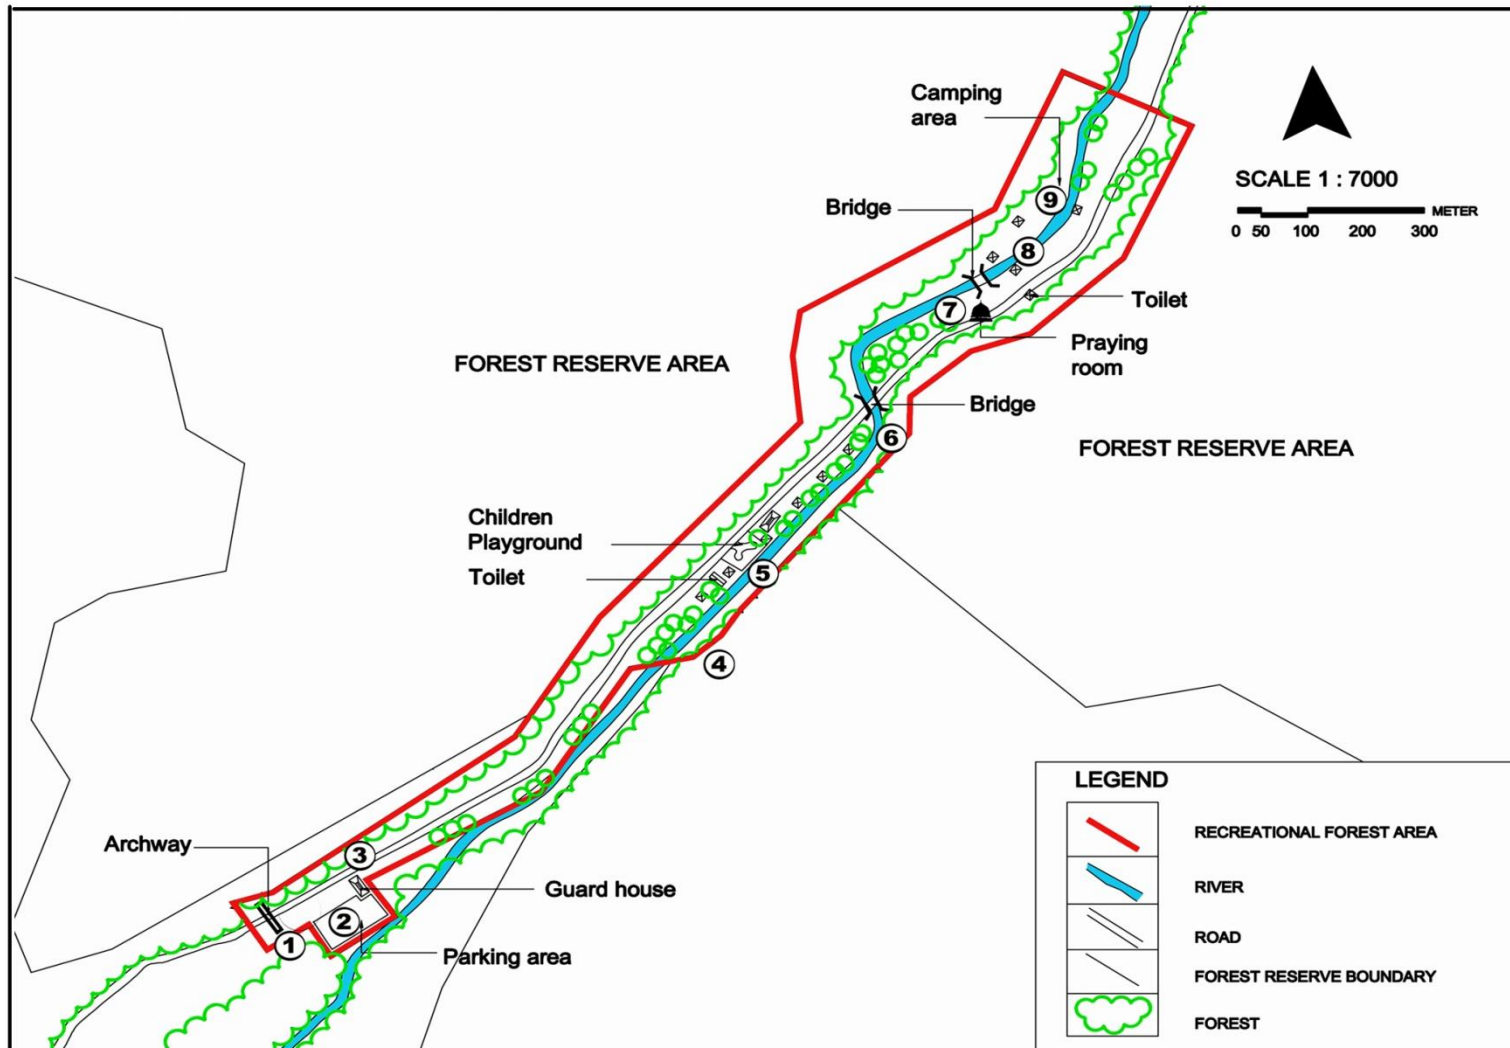 Camping
area
9
SCALE 1 : 7000
METER
0 50 100 200 300
Bridge
8
Toilet
7
Praying
room
FOREST RESERVE AREA
Bridge
6
FOREST RESERVE AREA
Children
Playground
Toilet
5
4
LEGEND
RECREATIONAL FOREST AREA
RIVER
ROAD
FOREST RESERVE BOUNDARY
FOREST
Archway
3
Guard house
2
1
Parking area